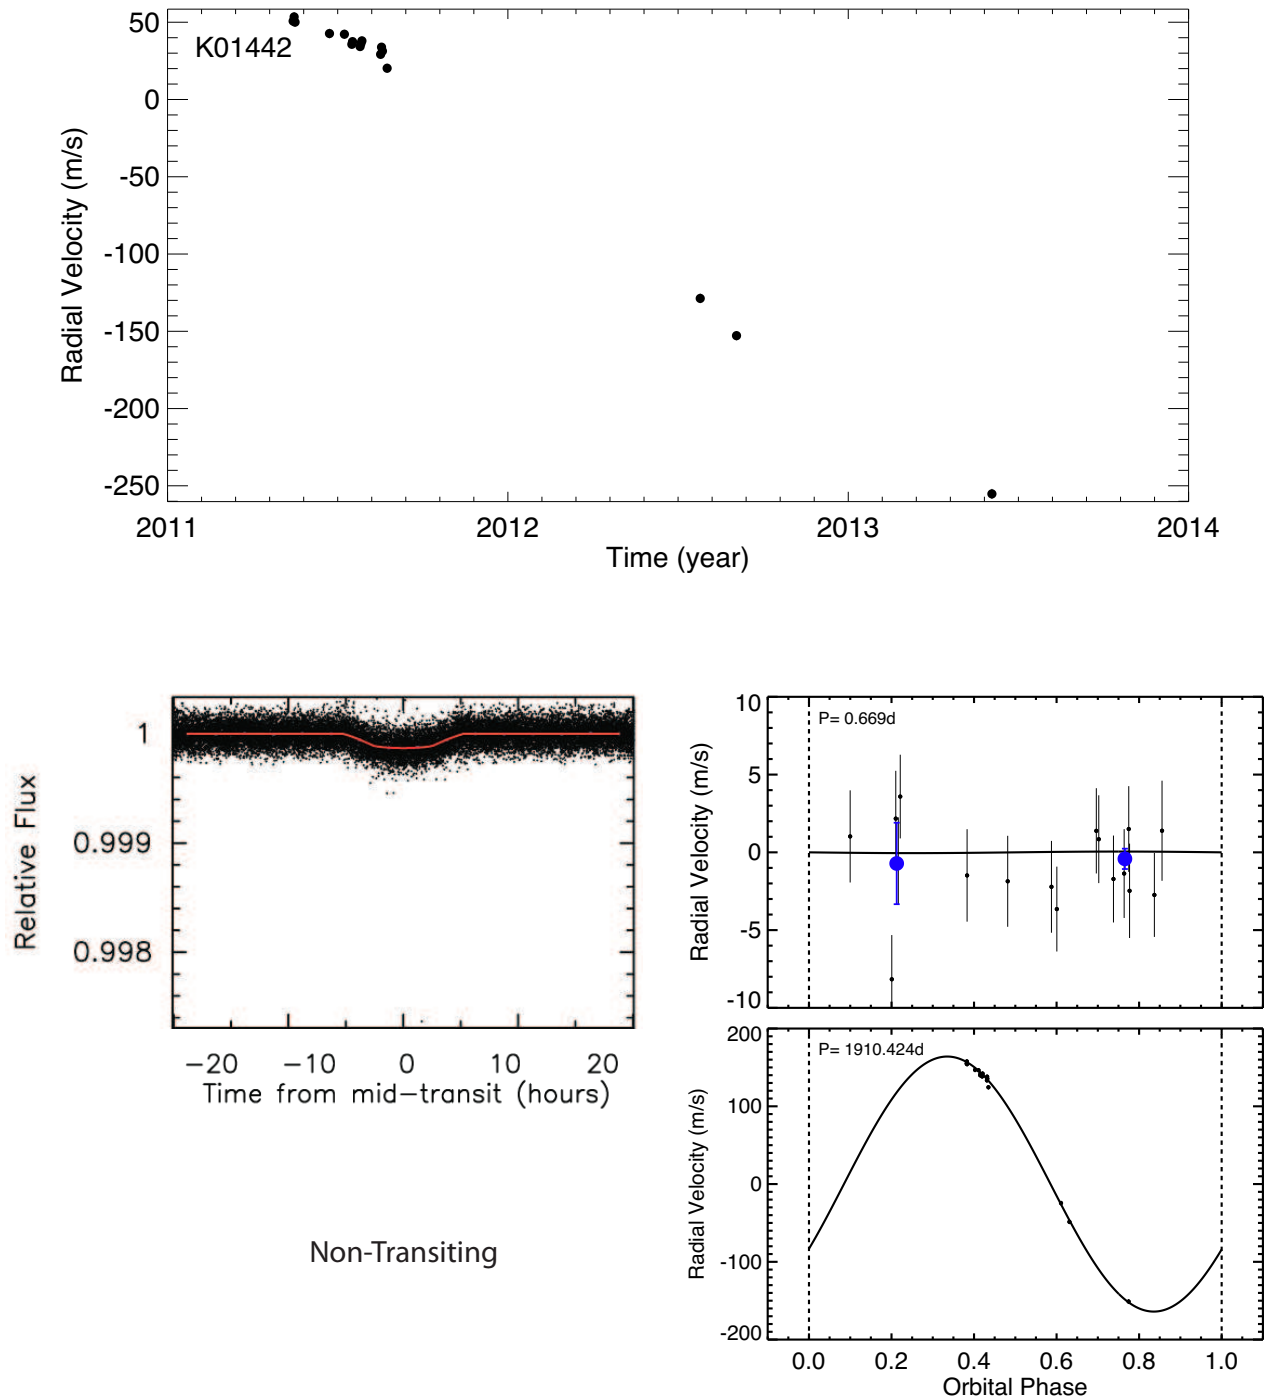 K01442
50
0
-50
-100
-150
-200
-250
Radial Velocity (m/s)
2011 2012 2013 2014
Time (year)
1
0.999
0.998
Relative Flux
−20 −10 0 10 20
Time from mid−transit (hours)
P= 0.669d
10
5
0
-5
-10
Radial Velocity (m/s)
Non-Transiting
P= 1910.424d
200
100
0
-100
-200
Radial Velocity (m/s)
0.0 0.2 0.4 0.6 0.8 1.0
Orbital Phase